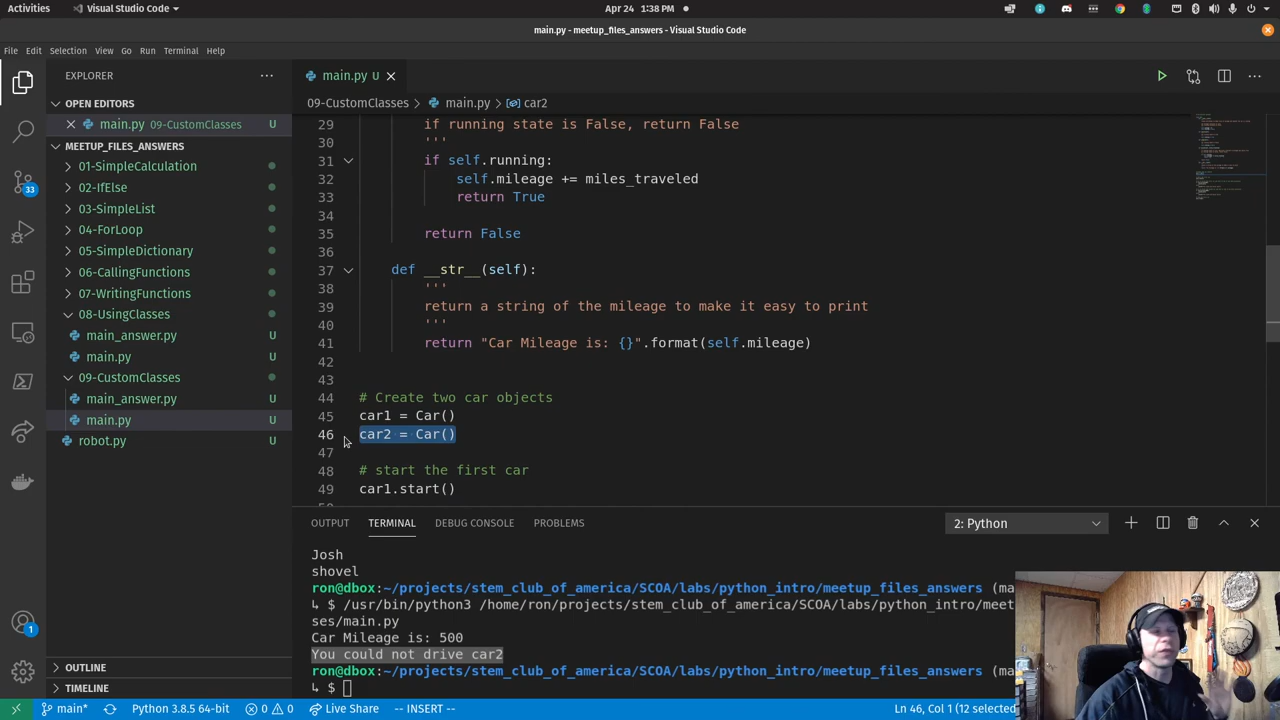 Activities
Visual Studio Code
Apr 24 1:38 PM
main.py - meetup_files_answers - Visual Studio Code
File Edit Selection View Go Run Terminal Help
EXPLORER
OPEN EDITORS
main.py 09-CustomClasses U
MEETUP_FILES_ANSWERS
01-SimpleCalculation
02-IfElse
03-SimpleList
04-ForLoop
05-SimpleDictionary
06-CallingFunctions
07-WritingFunctions
08-UsingClasses
main_answer.py U
main.py U
09-CustomClasses
main_answer.py U
main.py U
robot.py U
OUTLINE
TIMELINE
33
1
main.py U
09-CustomClasses > main.py > car2
29 if running state is False, return False
30 '''
31 if self.running:
32 self.mileage += miles_traveled
33 return True
34
35 return False
36
37 def __str__(self):
38 '''
39 return a string of the mileage to make it easy to print
40 '''
41 return "Car Mileage is: {}".format(self.mileage)
42
43
44 # Create two car objects
45 car1 = Car()
46 car2 = Car()
47
48 # start the first car
49 car1.start()
OUTPUT TERMINAL DEBUG CONSOLE PROBLEMS
2: Python
Josh
shovel
ron@dbox:~/projects/stem_club_of_america/SCOA/labs/python_intro/meetup_files_answers (ma
↳ $ /usr/bin/python3 /home/ron/projects/stem_club_of_america/SCOA/labs/python_intro/meet
ses/main.py
Car Mileage is: 500
You could not drive car2
ron@dbox:~/projects/stem_club_of_america/SCOA/labs/python_intro/meetup_files_answers (ma
↳ $
main* Python 3.8.5 64-bit 0 0 Live Share -- INSERT -- Ln 46, Col 1 (12 selected